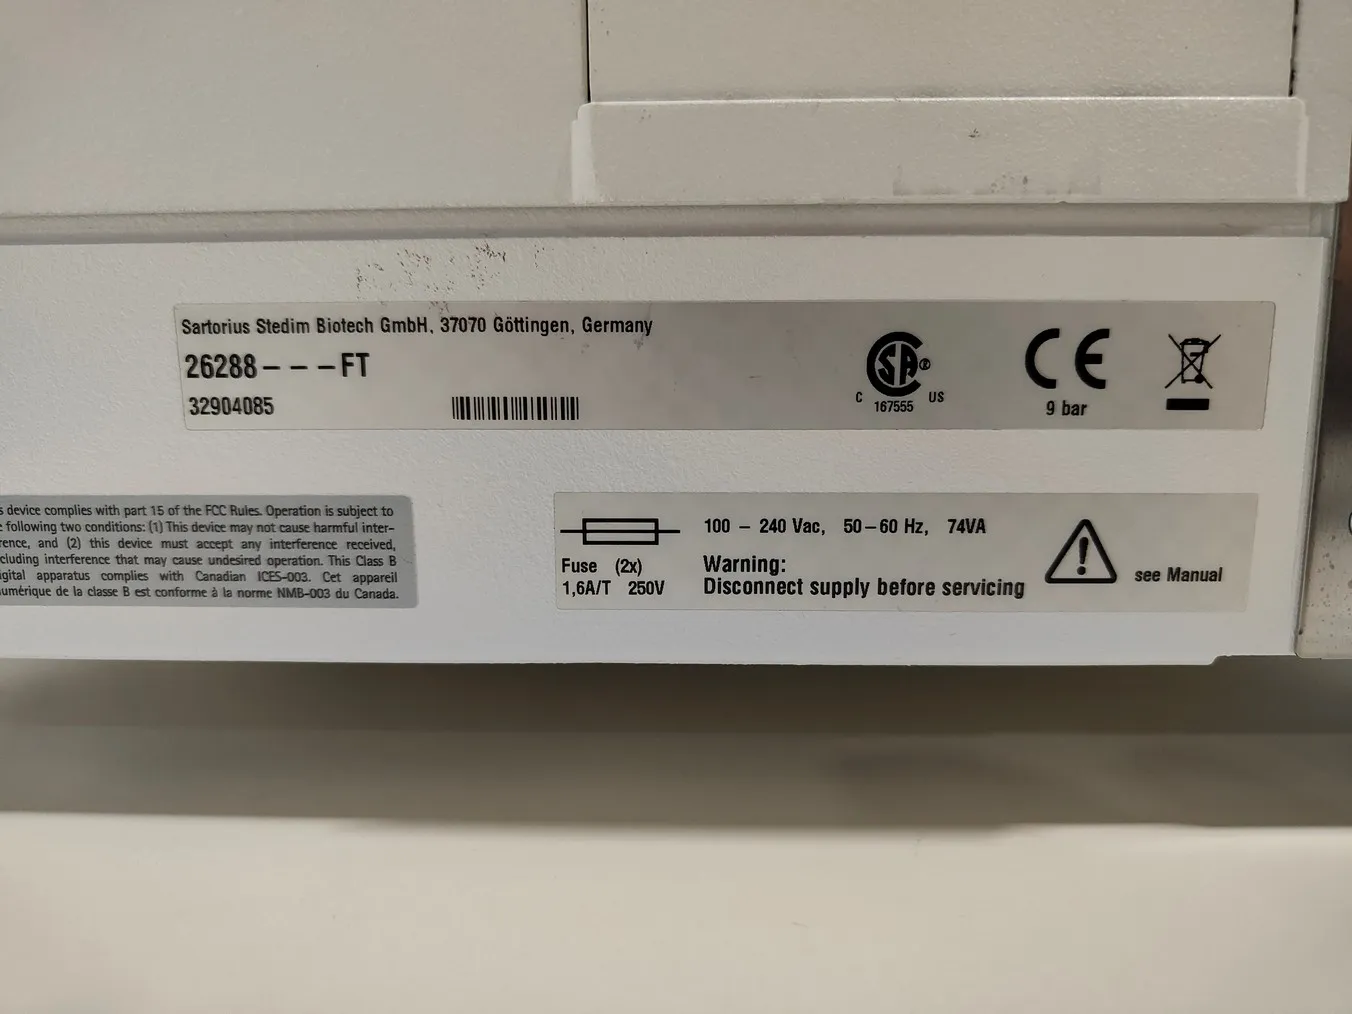 Sartorius Stedim Biotech GmbH, 37070 Göttingen, Germany
26288– – –FT
32904085
SA®
C 167555 US
CE
9 bar
device complies with part 15 of the FCC Rules. Operation is subject to
following two conditions: (1) This device may not cause harmful inter–
and (2) this device must accept any interference received,
interference that may cause undesired operation. This Class B
apparatus complies with Canadian ICES–003. Cet appareil
de la classe B est conforme à la norme NMB–003 du Canada.
100 – 240 Vac, 50–60 Hz, 74VA
Fuse (2x)
1,6A/T 250V
Warning:
Disconnect supply before servicing
see Manual